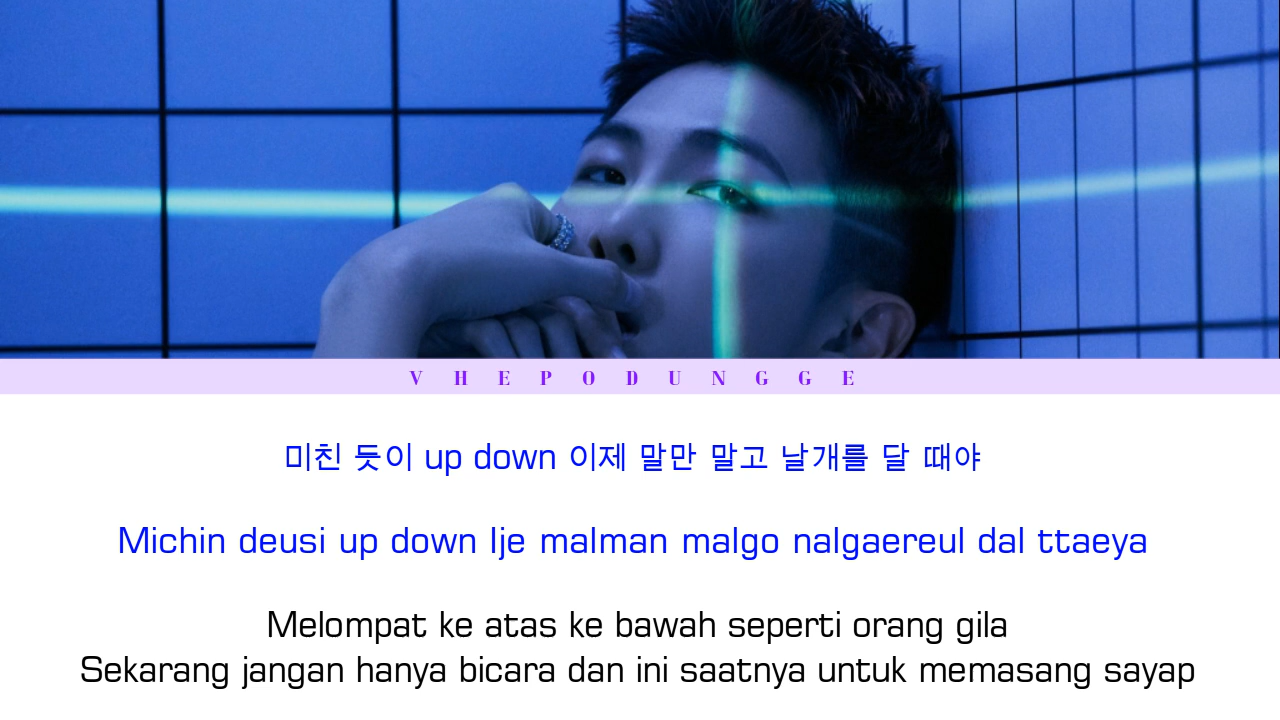 V H E P O D U N G G E
미친 듯이 up down 이제 말만 말고 날개를 달 때야
Michin deusi up down Ije malman malgo nalgaereul dal ttaeya
Melompat ke atas ke bawah seperti orang gila
Sekarang jangan hanya bicara dan ini saatnya untuk memasang sayap